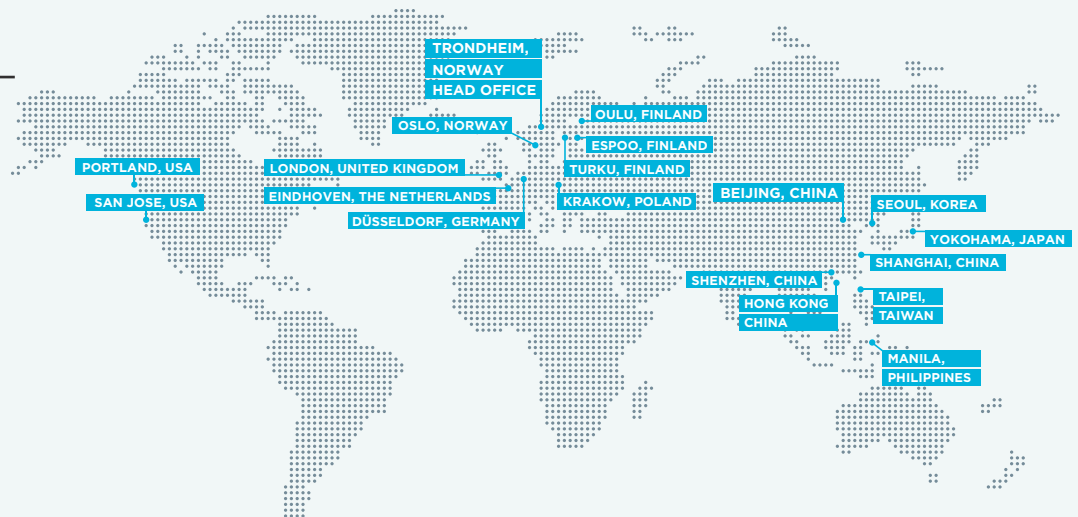 TRONDHEIM,
NORWAY
HEAD OFFICE
OULU, FINLAND
OSLO, NORWAY
ESPOO, FINLAND
PORTLAND, USA
LONDON, UNITED KINGDOM
TURKU, FINLAND
SAN JOSE, USA
EINDHOVEN, THE NETHERLANDS
KRAKOW, POLAND
BEIJING, CHINA
SEOUL, KOREA
DÜSSELDORF, GERMANY
YOKOHAMA, JAPAN
SHANGHAI, CHINA
SHENZHEN, CHINA
HONG KONG
CHINA
TAIPEI,
TAIWAN
MANILA,
PHILIPPINES